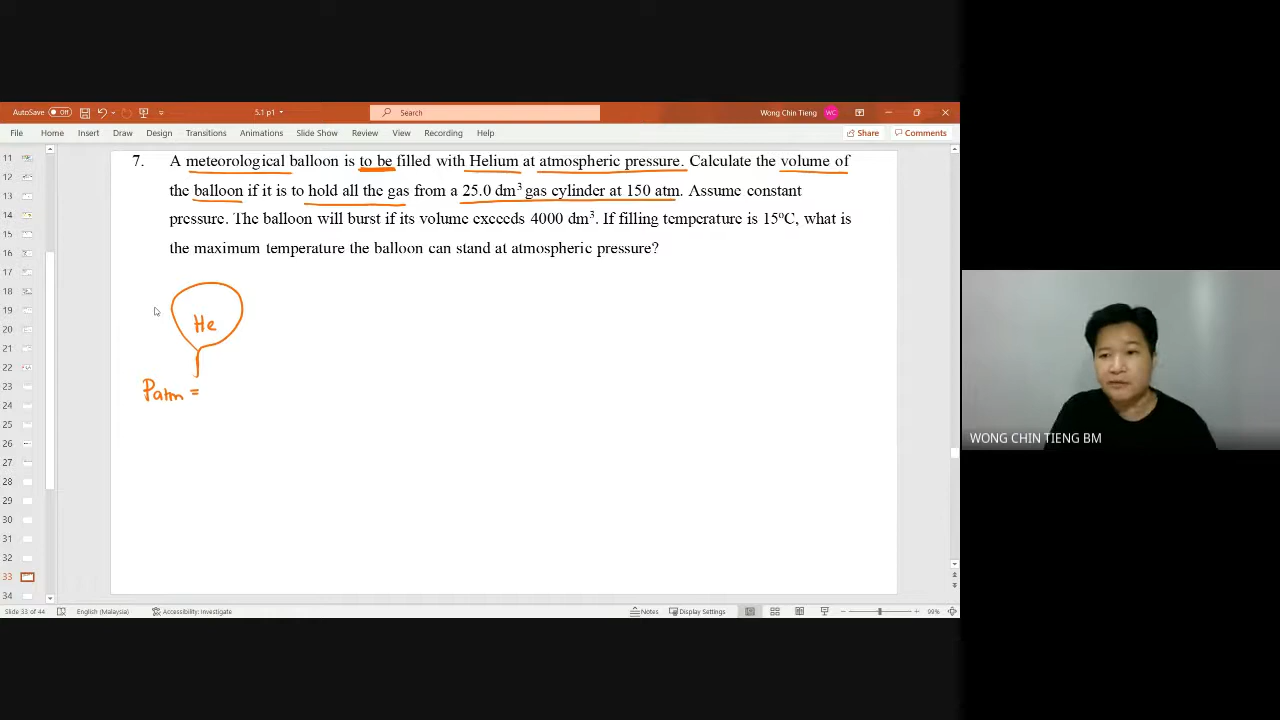 AutoSave Off 5.1 p1 Search Wong Chin Tieng WC
File Home Insert Draw Design Transitions Animations Slide Show Review View Recording Help Share Comments
11
12
13
14
15
16
17
18
19
20
21
22
23
24
25
26
27
28
29
30
31
32
33
34
7. A meteorological balloon is to be filled with Helium at atmospheric pressure. Calculate the volume of
the balloon if it is to hold all the gas from a 25.0 dm³ gas cylinder at 150 atm. Assume constant
pressure. The balloon will burst if its volume exceeds 4000 dm³. If filling temperature is 15⁰C, what is
the maximum temperature the balloon can stand at atmospheric pressure?
He
Patm =
WONG CHIN TIENG BM
Slide 33 of 44 English (Malaysia) Accessibility: Investigate Notes Display Settings 99%